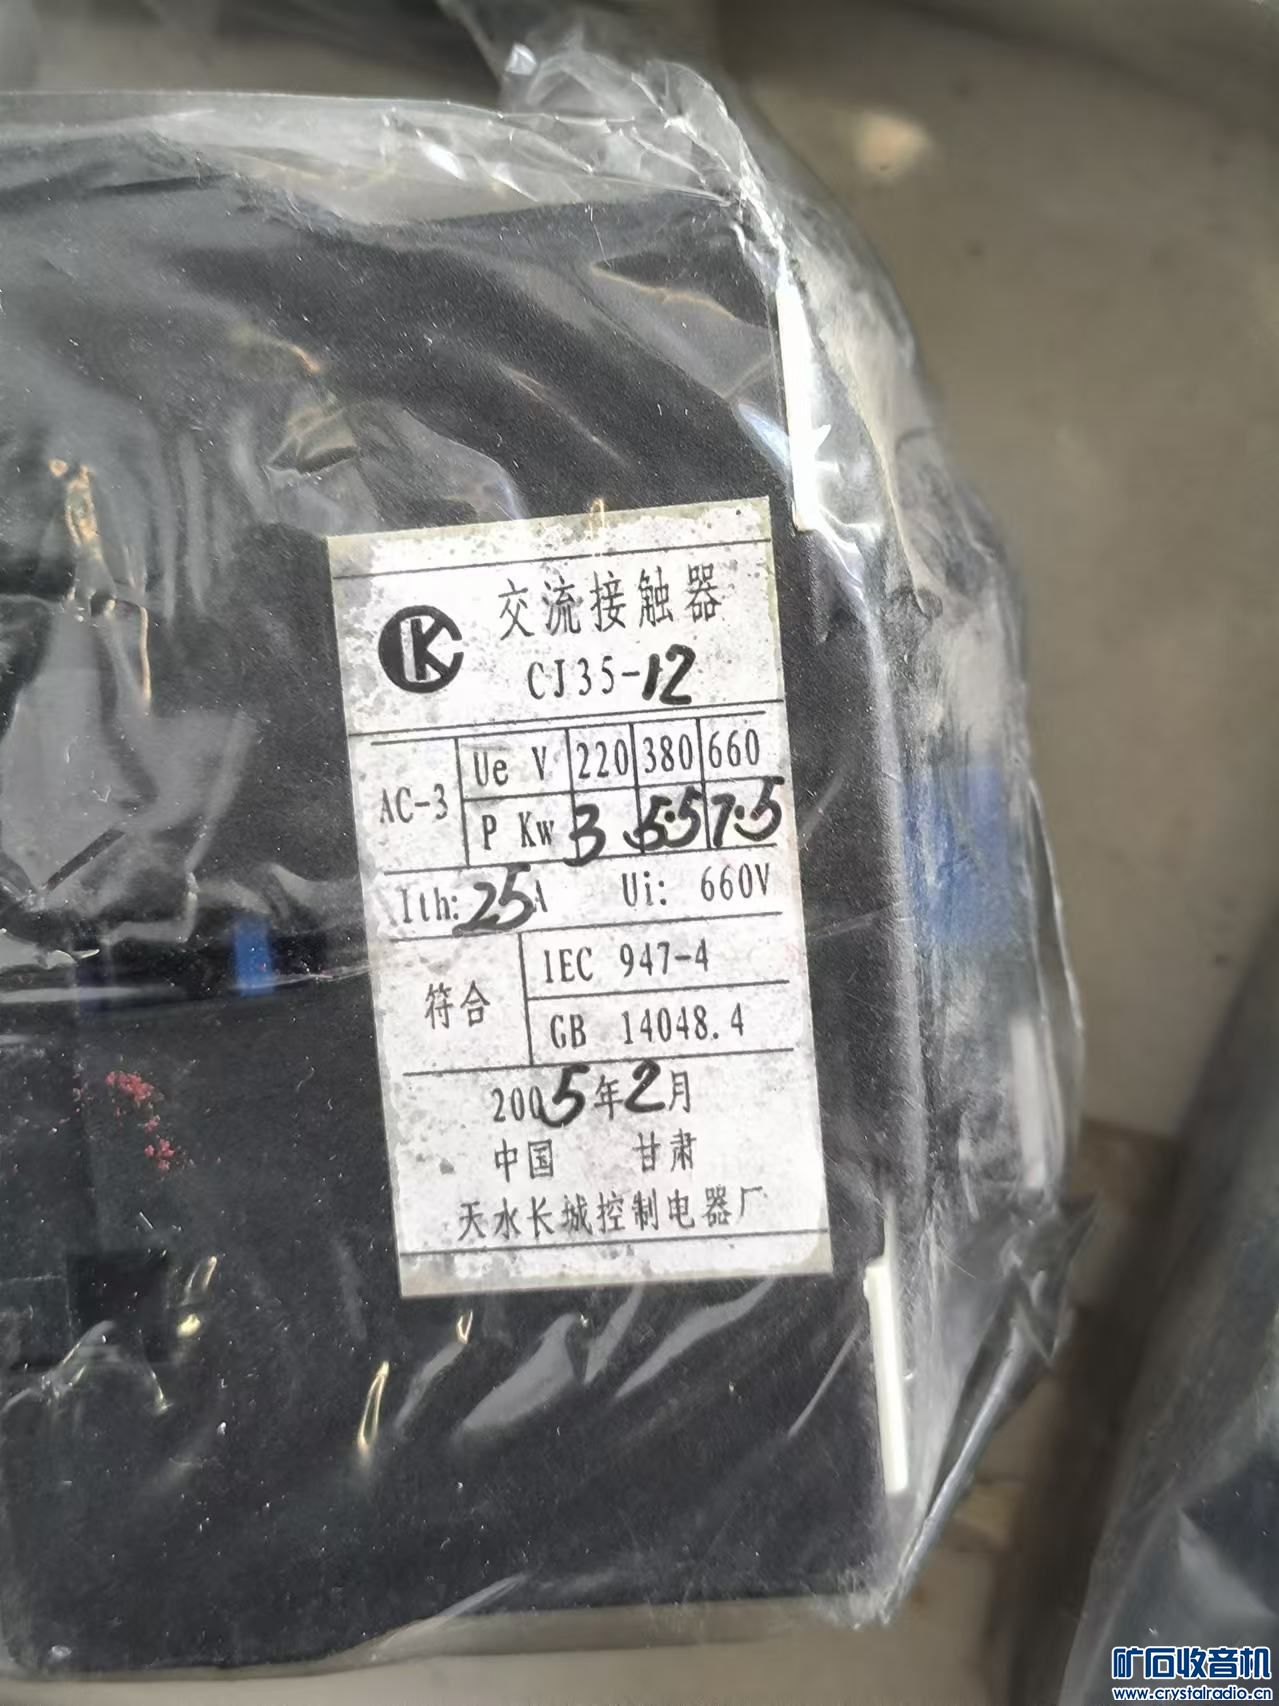 交流接触器
CK
CJ35-12
AC-3
Ue V 220 380 660
P Kw 3 5.5 7.5
Ith: 25A Ui: 660V
符合
IEC 947-4
GB 14048.4
2005年2月
中国 甘肃
天水长城控制电器厂
矿石收音机
www.crystalradio.cn